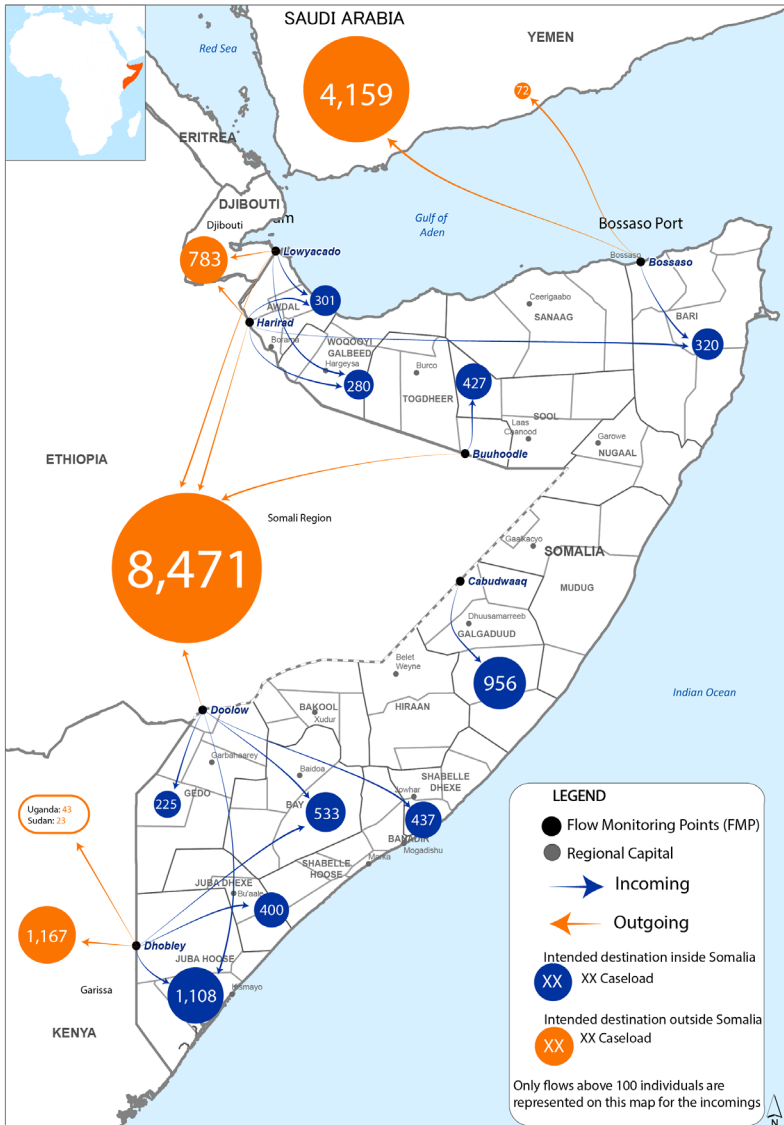 SAUDI ARABIA
YEMEN
Red Sea
4,159
72
ERITREA
DJIBOUTI
Djibouti
Gulf of
Aden
Bossaso Port
Lowyacado
Bossaso
Bossaso
783
301
AWDAL
Ceerigaabo
SANAAG
BARI
Harirad
Borama
WOQOOYI
GALBEED
Hargeysa
320
280
Burco
427
TOGDHEER
SOOL
Laas
Caanood
Garowe
NUGAAL
Buuhoodle
ETHIOPIA
Somali Region
8,471
Gaalkacyo
SOMALIA
Cabudwaaq
MUDUG
Dhuusamarreeb
GALGADUUD
Belet
Weyne
956
Indian Ocean
Doolow
BAKOOL
Xudur
HIRAAN
Garbahaarey
Baidoa
SHABELLE
DHEXE
Jowhar
GEDO
225
BAY
533
437
BANADIR
Mogadishu
Uganda: 43
Sudan: 23
SHABELLE
HOOSE
Marka
JUBA DHEXE
Bu'aale
400
1,167
Dhobley
JUBA HOOSE
Garissa
1,108
Kismayo
KENYA
LEGEND
Flow Monitoring Points (FMP)
Regional Capital
Incoming
Outgoing
Intended destination inside Somalia
XX
XX Caseload
Intended destination outside Somalia
XX
XX Caseload
Only flows above 100 individuals are
represented on this map for the incomings
N